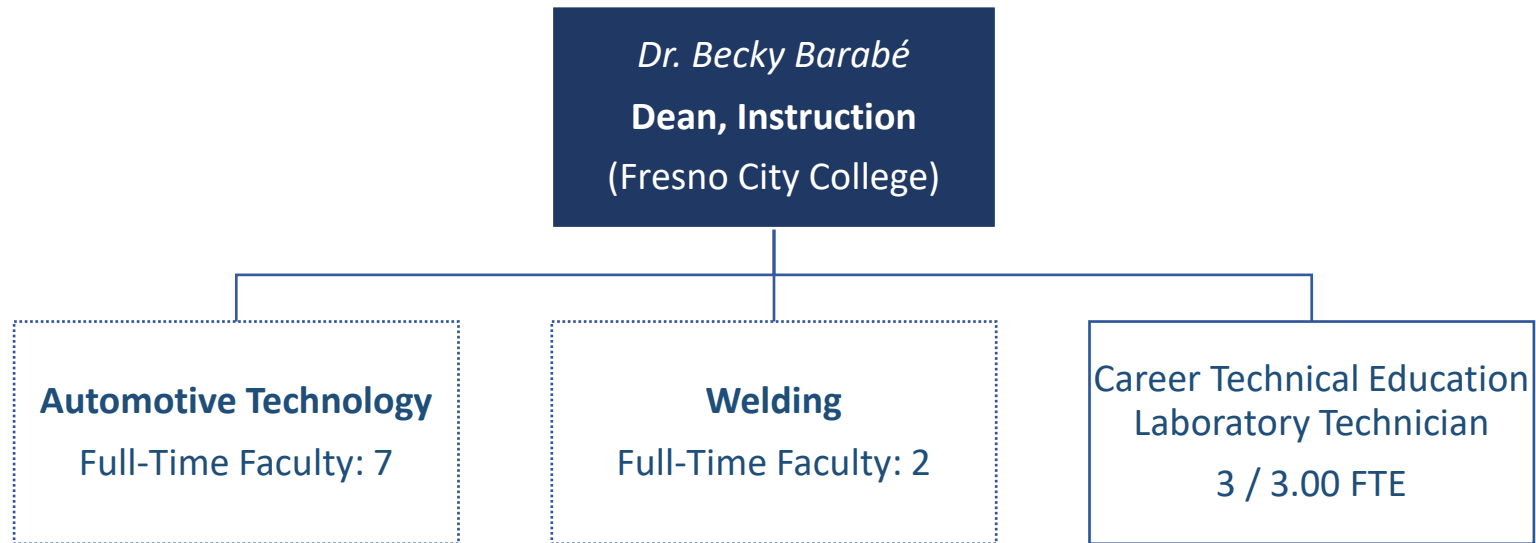 Dr. Becky Barabé
Dean, Instruction
(Fresno City College)
Automotive Technology
Full-Time Faculty: 7
Welding
Full-Time Faculty: 2
Career Technical Education
Laboratory Technician
3 / 3.00 FTE